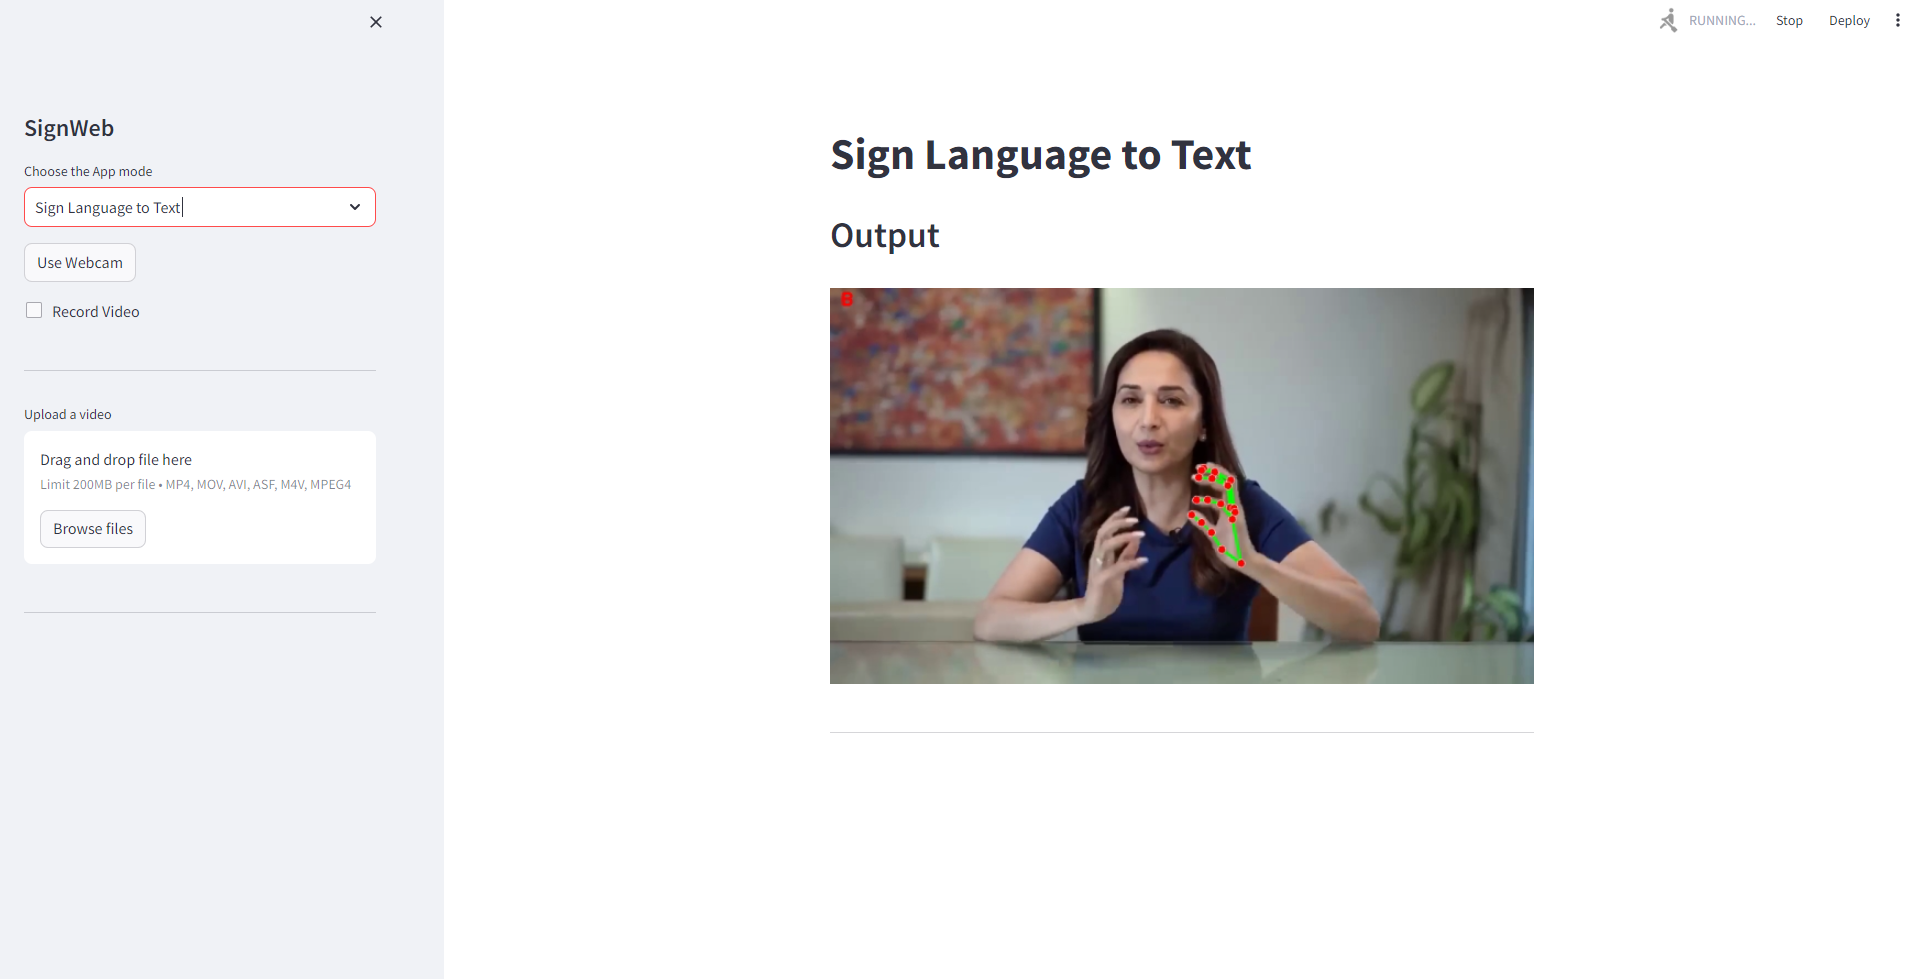 RUNNING...
Stop
Deploy
SignWeb
Choose the App mode
Sign Language to Text
Use Webcam
Record Video
Upload a video
Drag and drop file here
Limit 200MB per file • MP4, MOV, AVI, ASF, M4V, MPEG4
Browse files
Sign Language to Text
Output
B